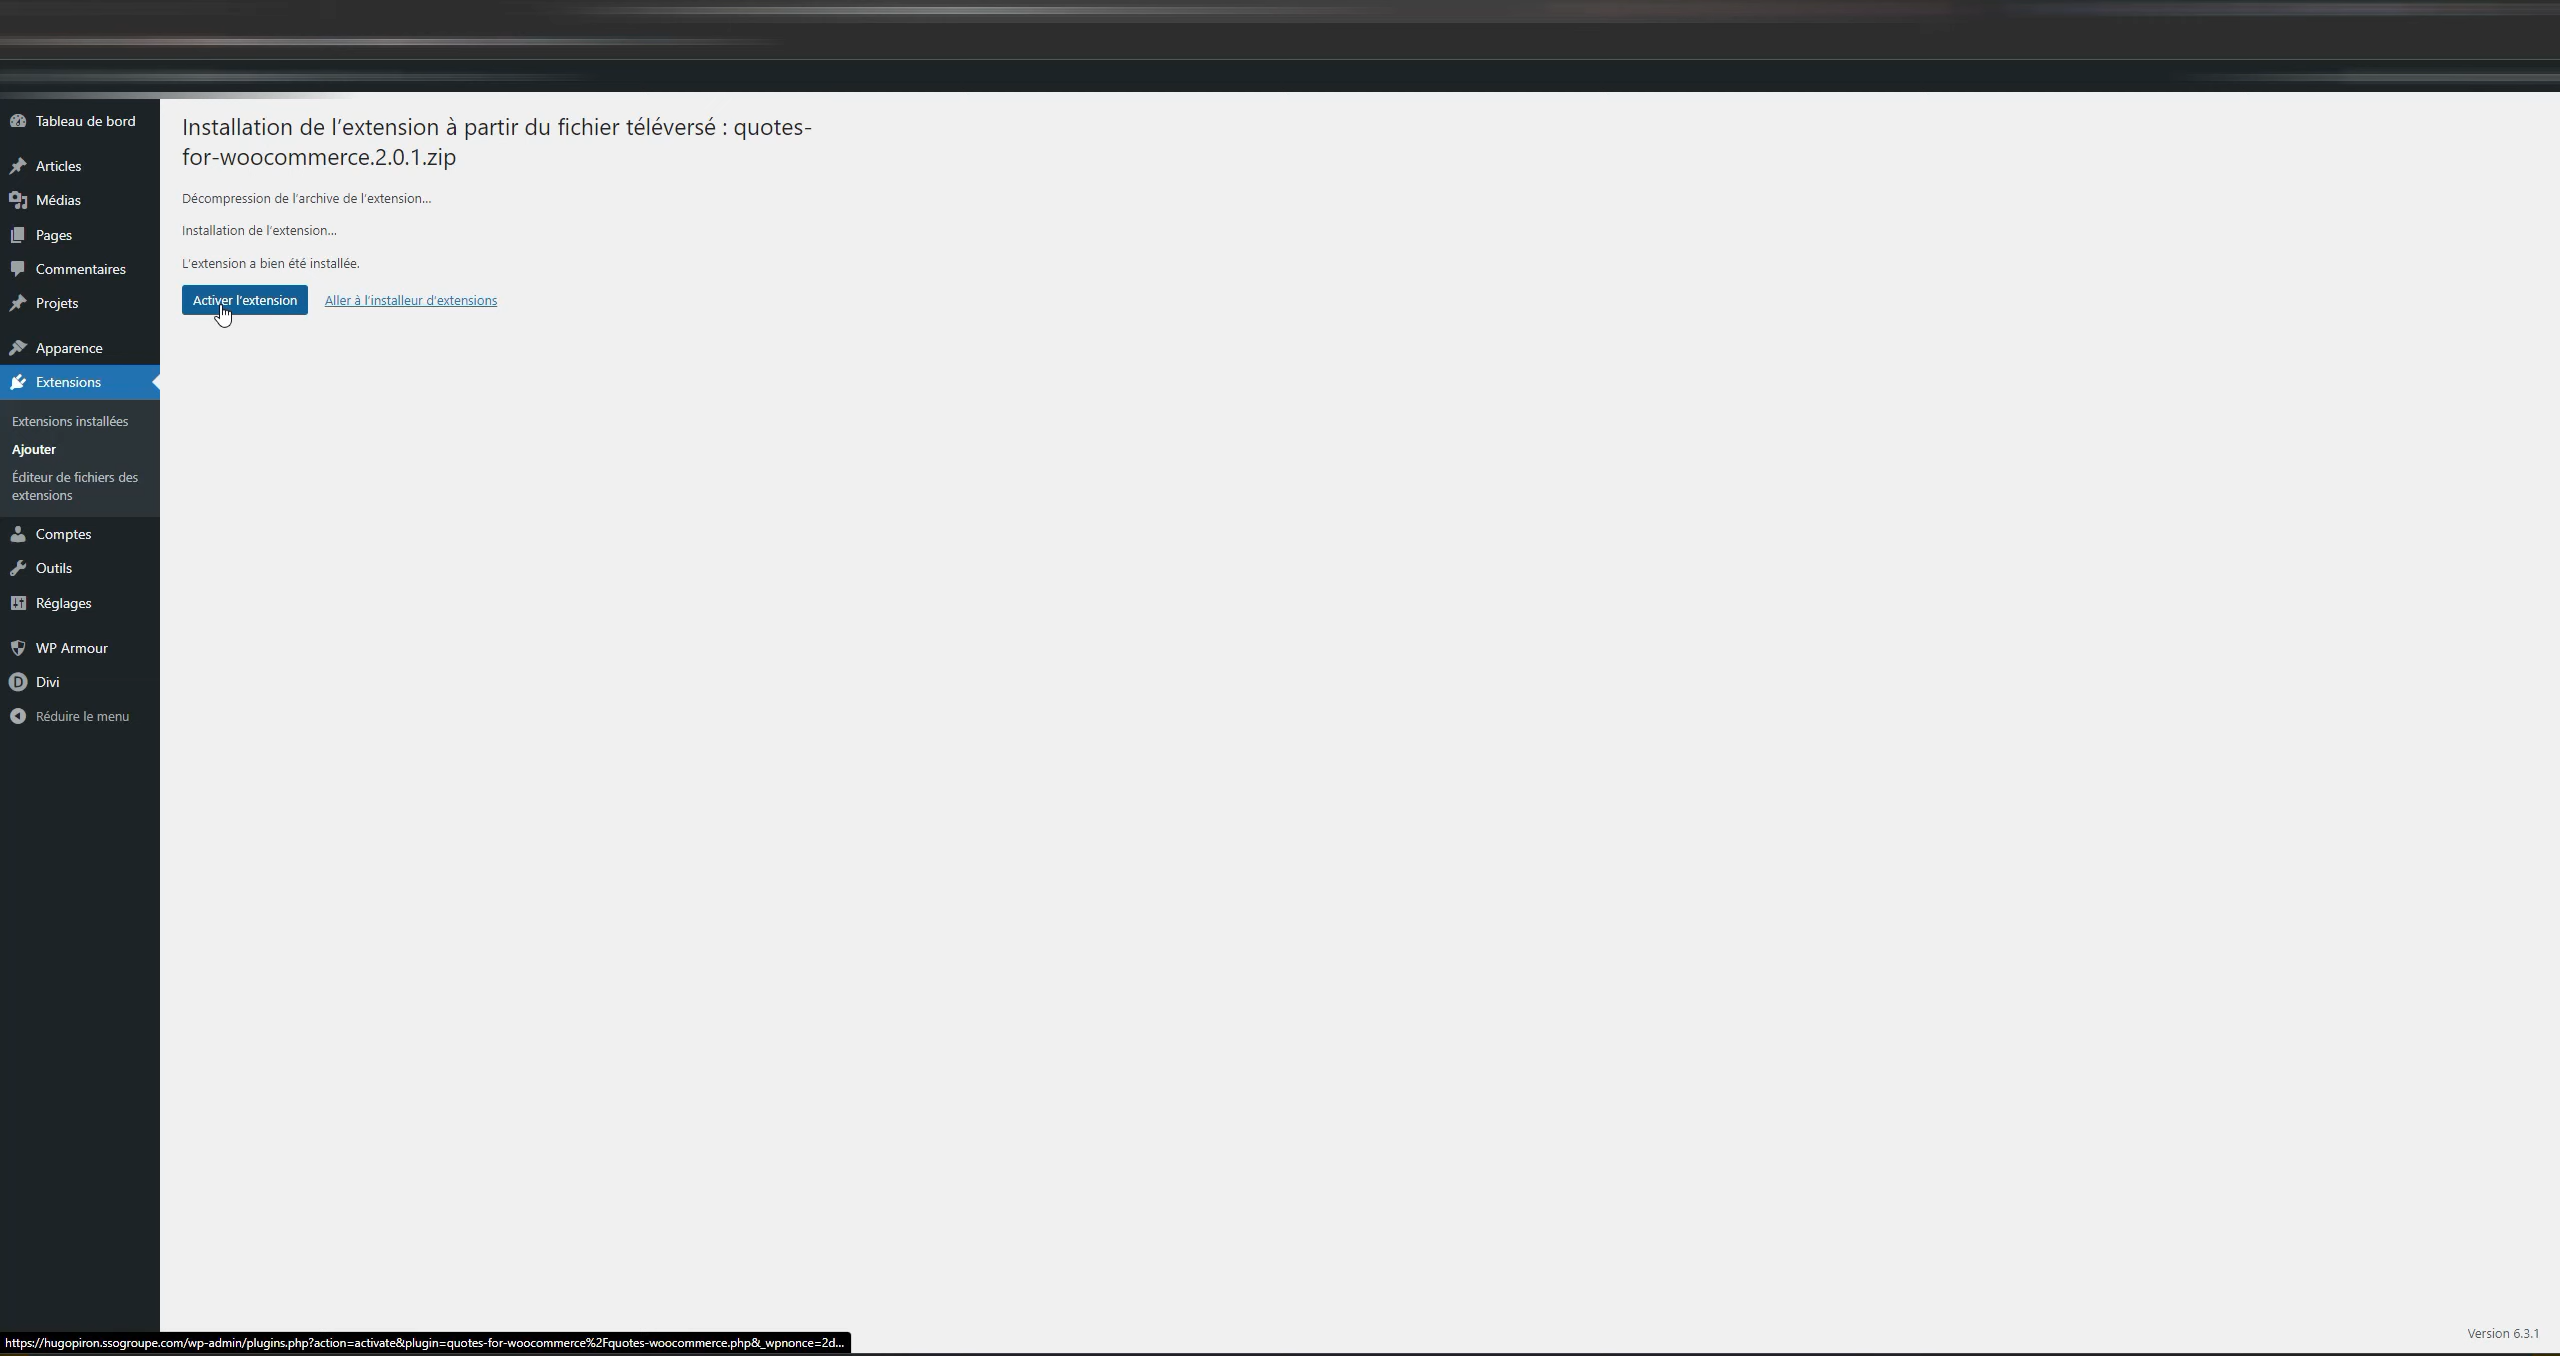 Tableau de bord
Articles
Médias
Pages
Commentaires
Projets
Apparence
Extensions
Extensions installées
Ajouter
Éditeur de fichiers des
extensions
Comptes
Outils
Réglages
WP Armour
Divi
Réduire le menu
Installation de l’extension à partir du fichier téléversé : quotes-
for-woocommerce.2.0.1.zip
Décompression de l’archive de l’extension…
Installation de l’extension…
L’extension a bien été installée.
Activer l’extension Aller à l’installeur d’extensions
Version 6.3.1
https://hugopiron.ssogroupe.com/wp-admin/plugins.php?action=activate&plugin=quotes-for-woocommerce%2Fquotes-woocommerce.php&_wpnonce=2d...